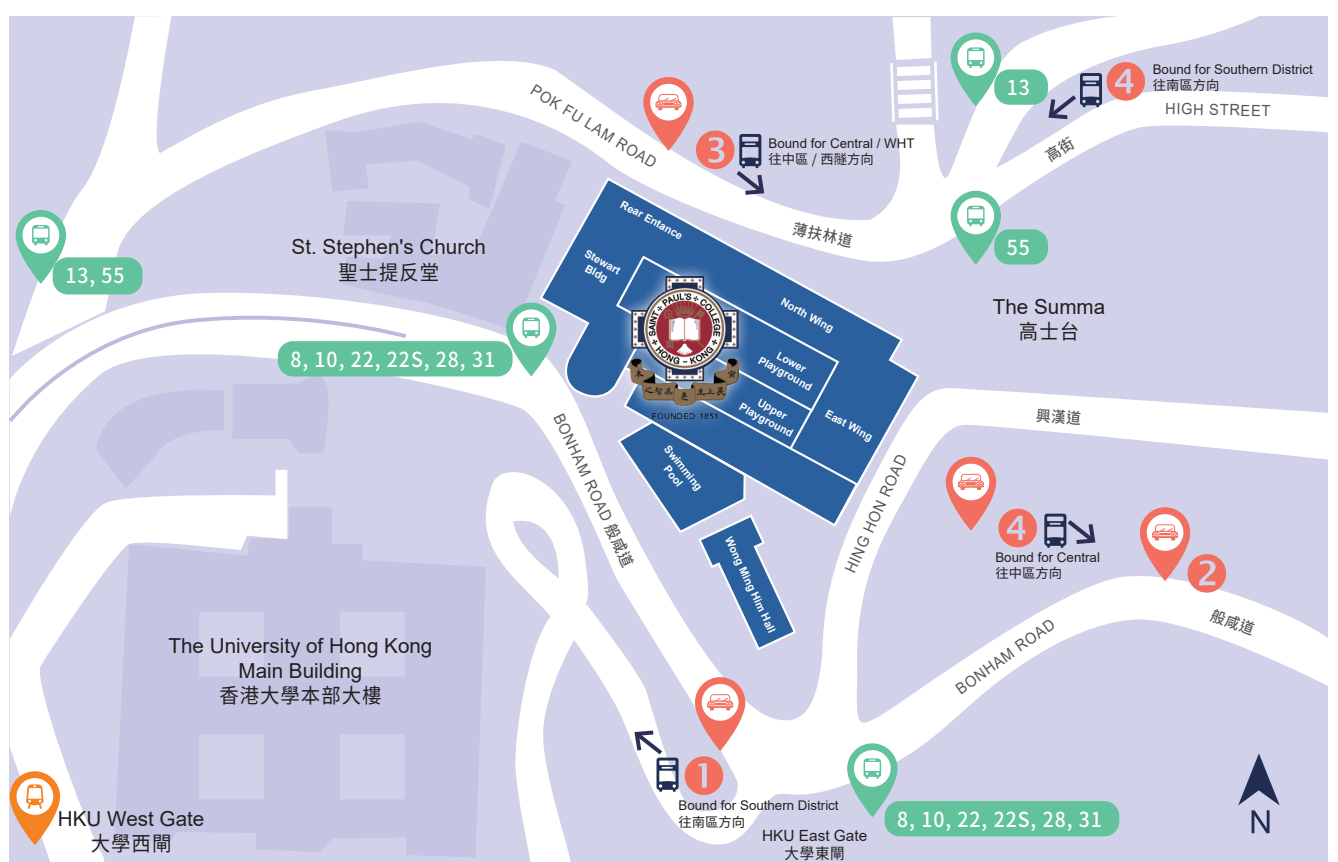 13
4
Bound for Southern District
往南區方向
HIGH STREET
高街
POK FU LAM ROAD
3
Bound for Central / WHT
往中區 / 西隧方向
薄扶林道
55
The Summa
高士台
13, 55
St. Stephen's Church
聖士提反堂
8, 10, 22, 22S, 28, 31
Rear Entance
Stewart
Bldg
North Wing
SAINT PAUL'S COLLEGE
HONG - KONG
FOUNDED 1851
Lower
Playground
Upper
Playground
East Wing
Swimming
Pool
Wong Ming Him Hall
BONHAM ROAD 般咸道
HING HON ROAD
興漢道
4
Bound for Central
往中區方向
2
般咸道
BONHAM ROAD
The University of Hong Kong
Main Building
香港大學本部大樓
1
Bound for Southern District
往南區方向
HKU East Gate
大學東閘
8, 10, 22, 22S, 28, 31
HKU West Gate
大學西閘
N